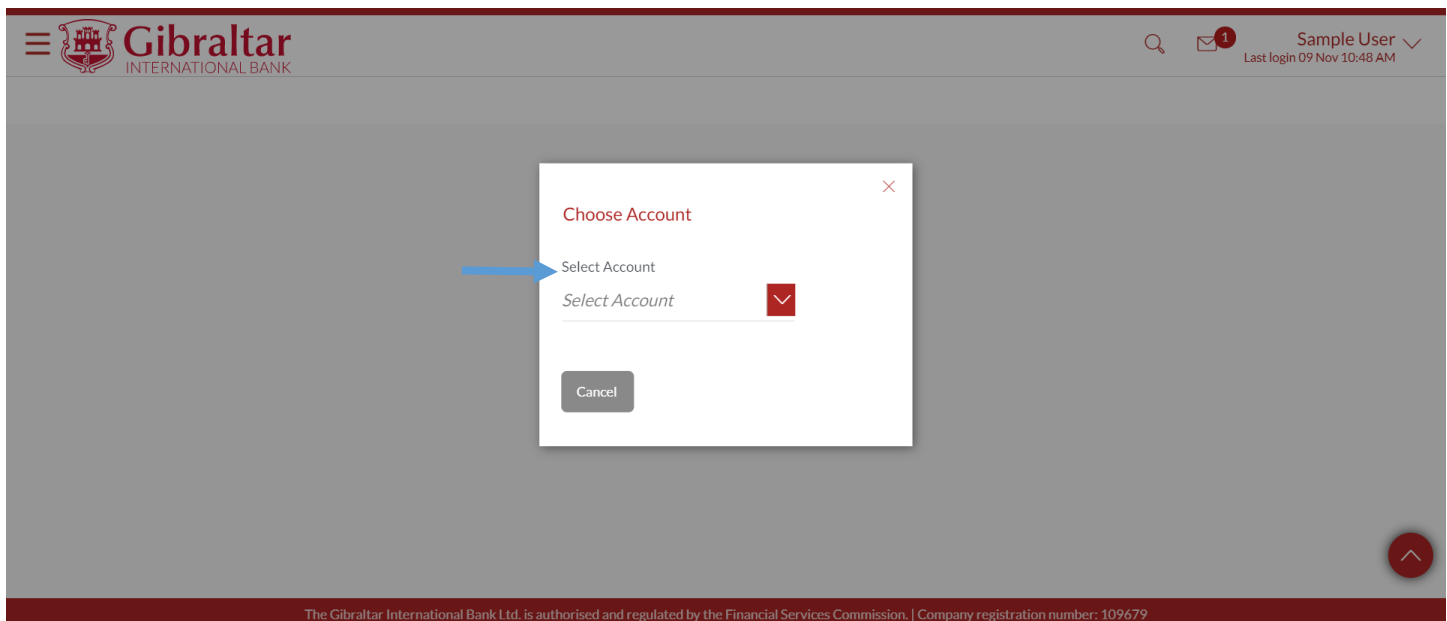 Gibraltar
INTERNATIONAL BANK
1
Sample User
Last login 09 Nov 10:48 AM
Choose Account
Select Account
Select Account
Cancel
The Gibraltar International Bank Ltd. is authorised and regulated by the Financial Services Commission. | Company registration number: 109679